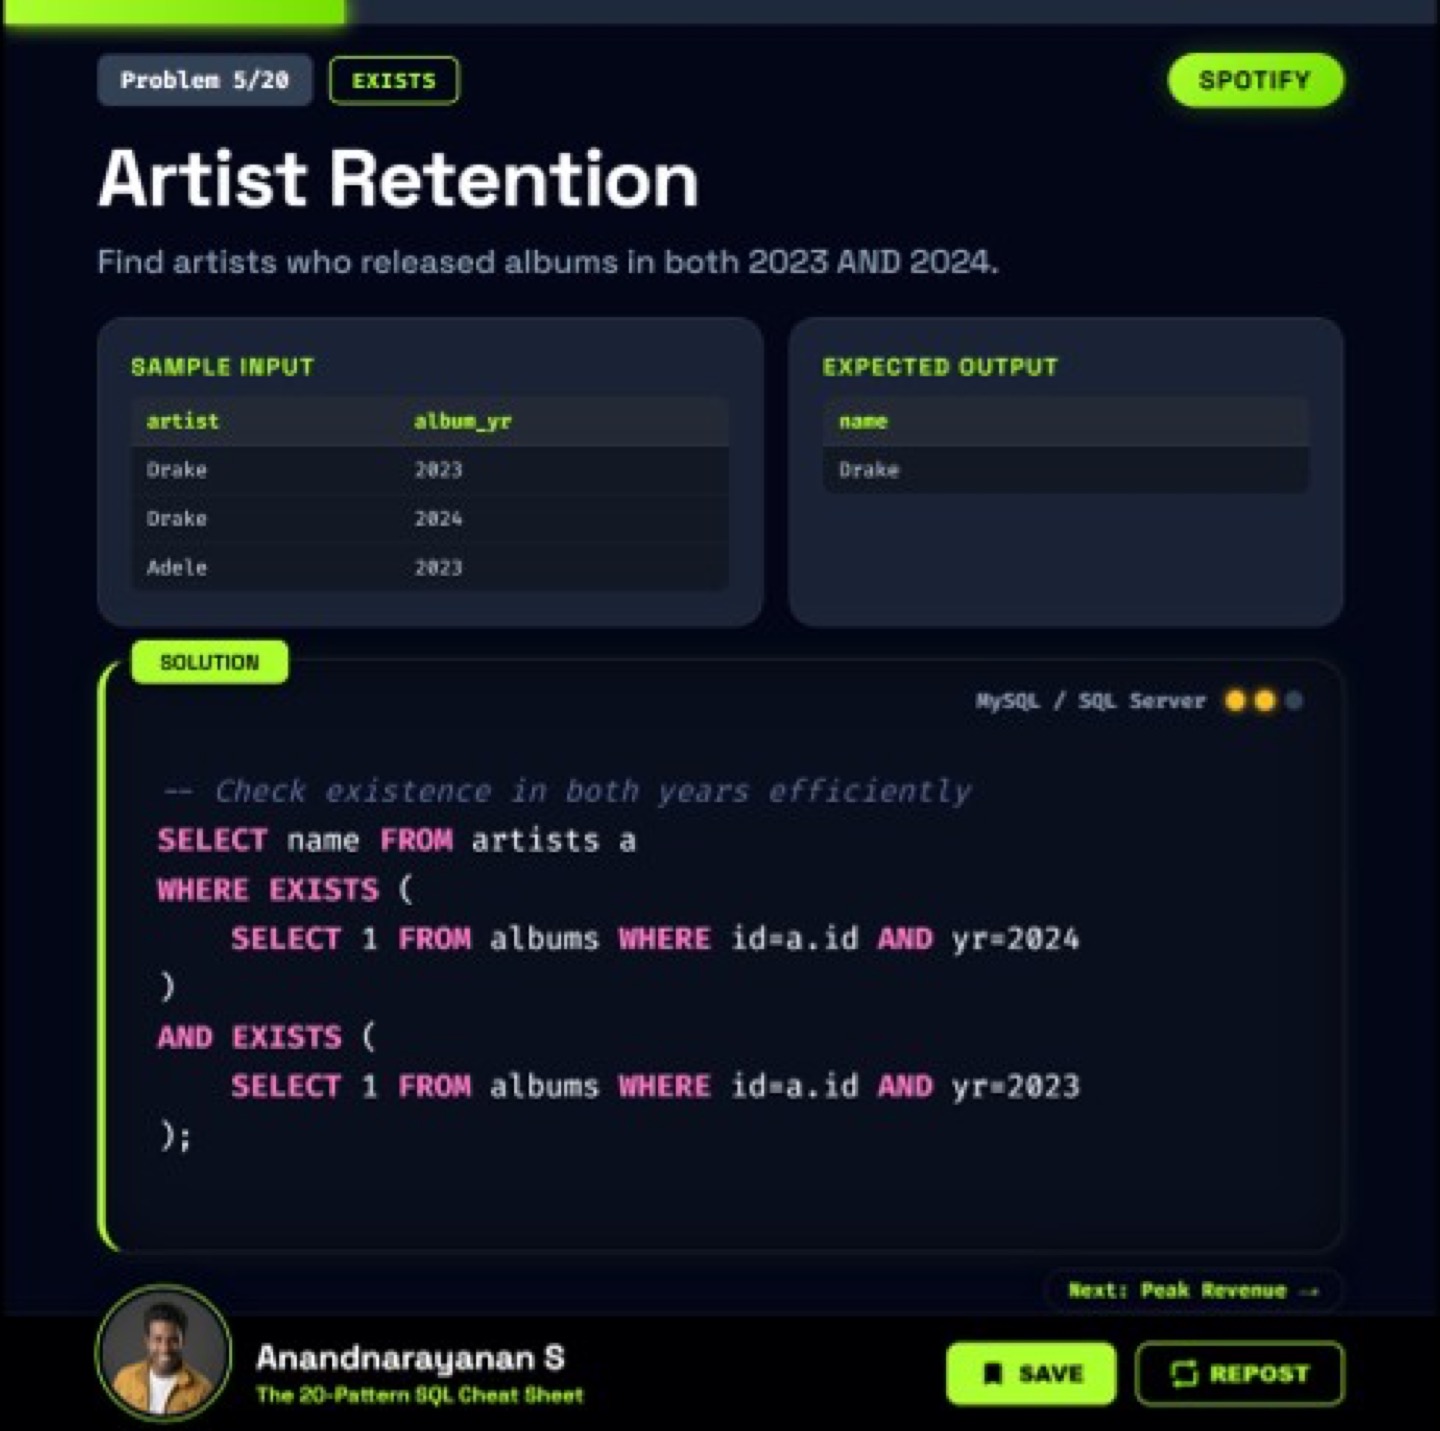 Problem 5/20
EXISTS
SPOTIFY
Artist Retention
Find artists who released albums in both 2023 AND 2024.
SAMPLE INPUT
artist album_yr
Drake 2023
Drake 2024
Adele 2023
EXPECTED OUTPUT
name
Drake
SOLUTION
MySQL / SQL Server
-- Check existence in both years efficiently
SELECT name FROM artists a
WHERE EXISTS (
    SELECT 1 FROM albums WHERE id=a.id AND yr=2024
)
AND EXISTS (
    SELECT 1 FROM albums WHERE id=a.id AND yr=2023
);
Next: Peak Revenue →
Anandnarayanan S
The 20-Pattern SQL Cheat Sheet
SAVE
REPOST